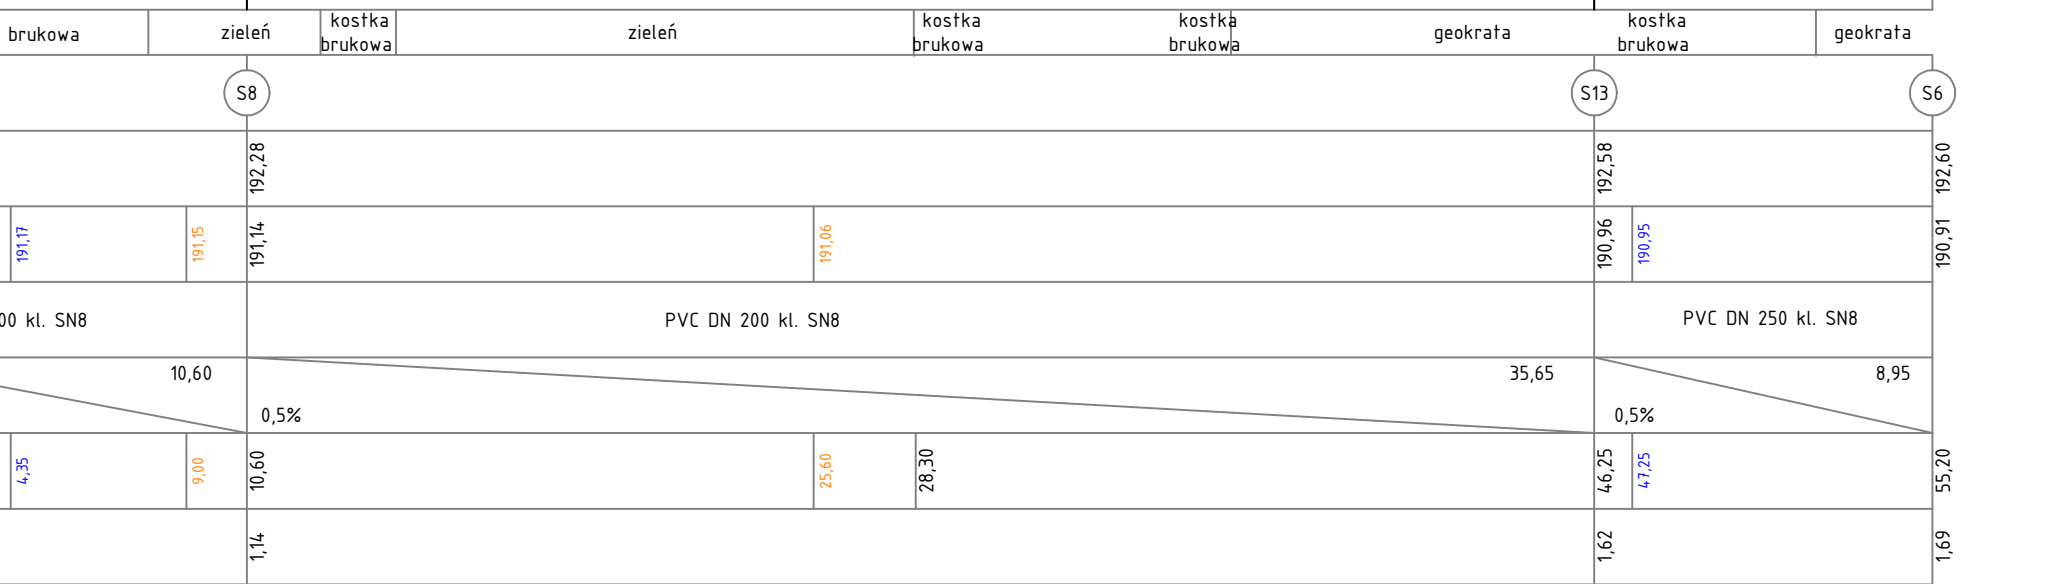 brukowa
zieleń
kostka
brukowa
zieleń
kostka
brukowa
kostka
brukowa
geokrata
kostka
brukowa
geokrata
S8
S13
S6
192,28
192,58
192,60
191,17
191,15
191,14
191,06
190,96
190,95
190,91
00 kl. SN8
PVC DN 200 kl. SN8
PVC DN 250 kl. SN8
10,60
35,65
8,95
0,5%
0,5%
4,35
9,00
10,60
25,60
28,30
46,25
47,25
55,20
1,14
1,62
1,69